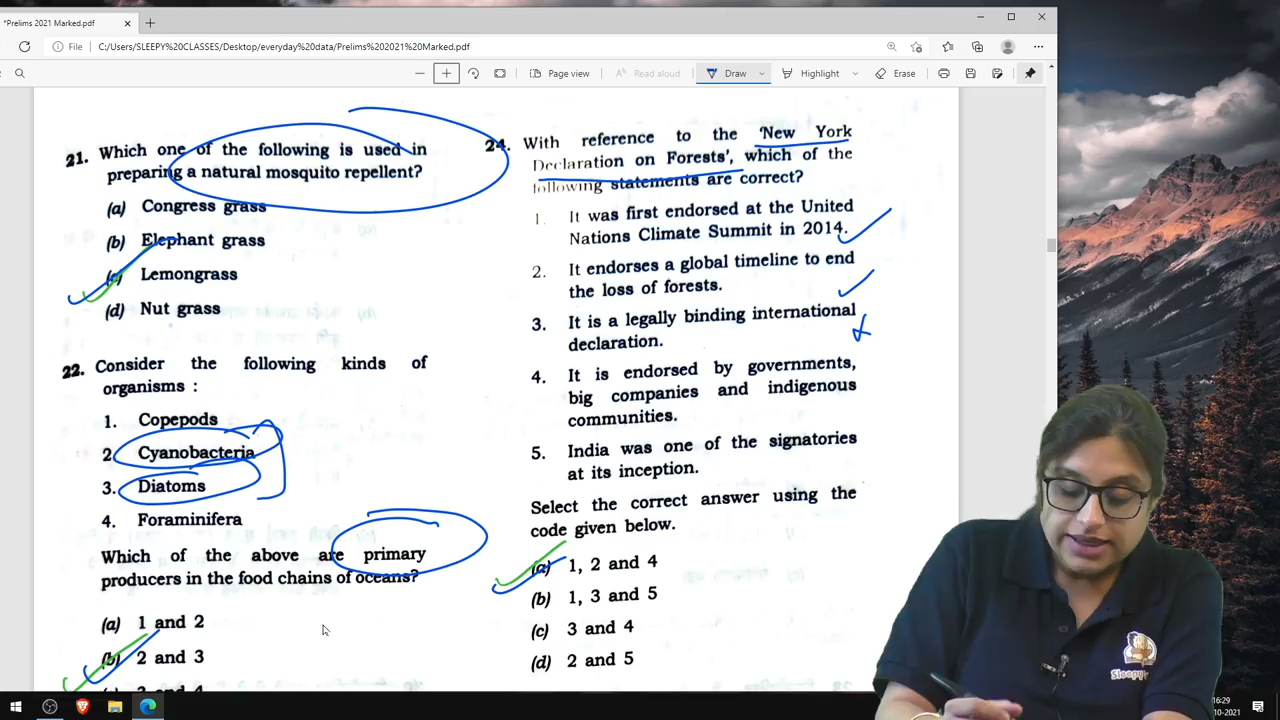 *Prelims 2021 Marked.pdf
File
C:/Users/SLEEPY%20CLASSES/Desktop/everyday%20data/Prelims%202021%20Marked.pdf
Page view
Read aloud
Draw
Highlight
Erase
21. Which one of the following is used in
preparing a natural mosquito repellent?
(a) Congress grass
(b) Elephant grass
(c) Lemongrass
(d) Nut grass
22. Consider the following kinds of
organisms :
1. Copepods
2. Cyanobacteria
3. Diatoms
4. Foraminifera
Which of the above are primary
producers in the food chains of oceans?
(a) 1 and 2
(b) 2 and 3
24. With reference to the 'New York
Declaration on Forests', which of the
following statements are correct?
1. It was first endorsed at the United
Nations Climate Summit in 2014.
2. It endorses a global timeline to end
the loss of forests.
3. It is a legally binding international
declaration.
4. It is endorsed by governments,
big companies and indigenous
communities.
5. India was one of the signatories
at its inception.
Select the correct answer using the
code given below.
(a) 1, 2 and 4
(b) 1, 3 and 5
(c) 3 and 4
(d) 2 and 5
16:29